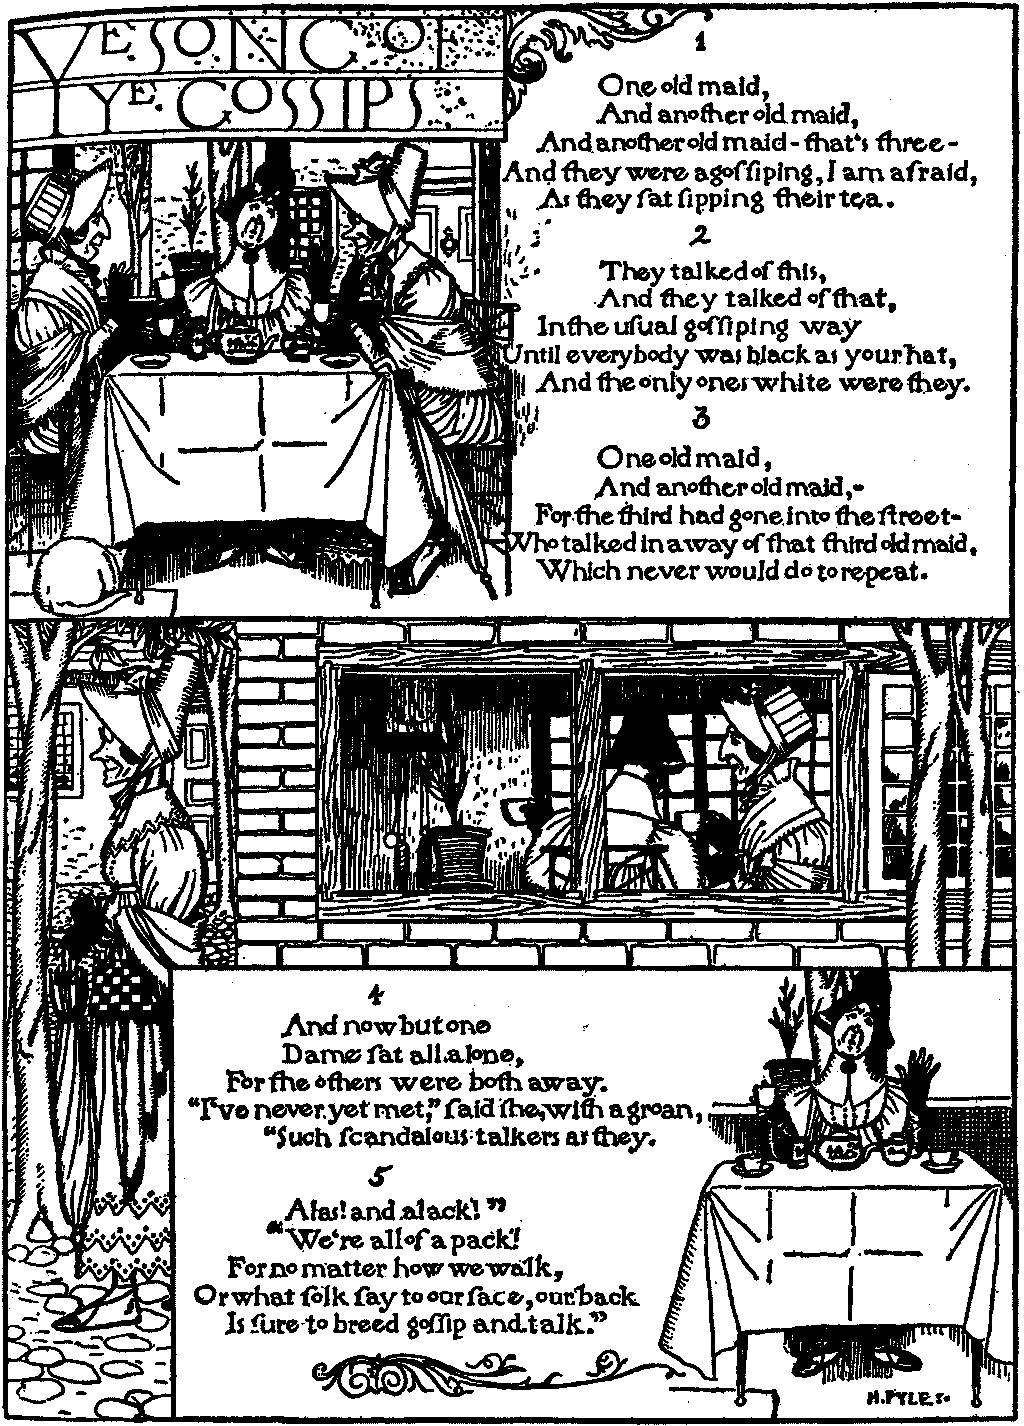 YE SONG OF
YE GOSSIPS
1
One old maid,
And another old maid,
And another old maid - that's three -
And they were agoſſiping, I am afraid,
As they ſat ſipping their tea.
2
They talked of this,
And they talked of that,
In the uſual goſſiping way
Until everybody was black as your hat,
And the only ones white were they.
3
One old maid,
And another old maid,-
For the third had gone into the ſtreet-
Who talked in a way of that third old maid,
Which never would do to repeat.
4
And now but one
Dame ſat all alone,
For the others were both away.
"I've never yet met," ſaid ſhe, with a groan,
"Such ſcandalous talkers as they.
5
Alas! and alack!"
"We're all of a pack!
For no matter how we walk,
Or what folk ſay to our face, our back
Is ſure to breed goſſip and talk."
H. PYLE